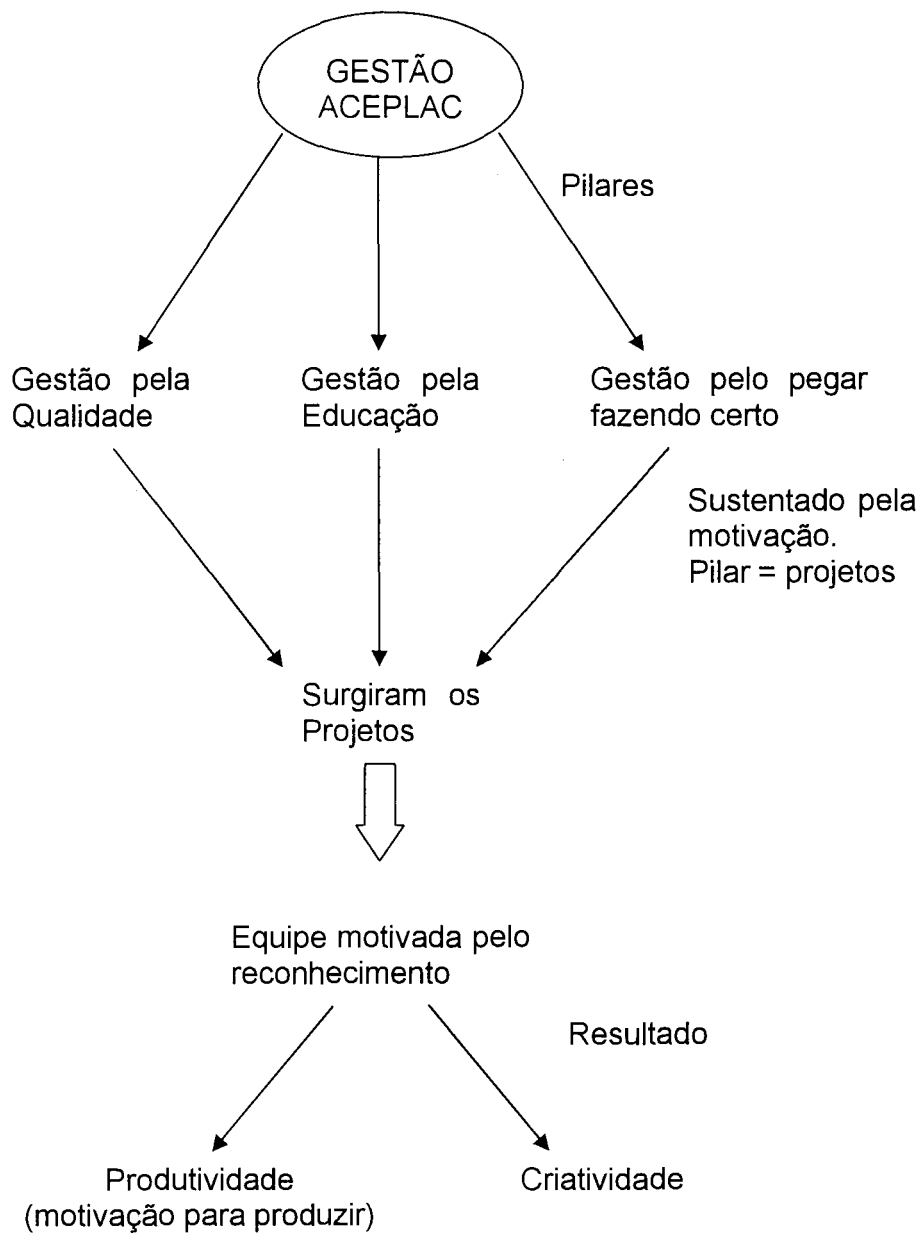 GESTÃO
ACEPLAC
Pilares
Gestão pela
Qualidade
Gestão pela
Educação
Gestão pelo pegar
fazendo certo
Sustentado pela
motivação.
Pilar = projetos
Surgiram os
Projetos
Equipe motivada pelo
reconhecimento
Resultado
Produtividade
(motivação para produzir)
Criatividade